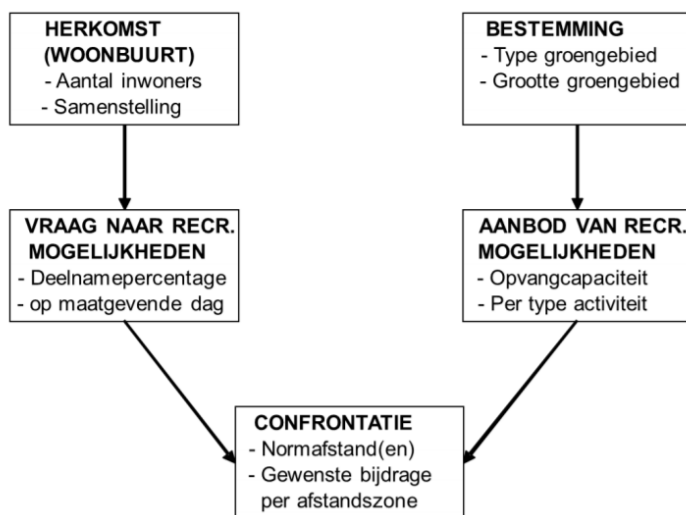 HERKOMST
(WOONBUURT)
- Aantal inwoners
- Samenstelling
BESTEMMING
- Type groengebied
- Grootte groengebied
VRAAG NAAR RECR.
MOGELIJKHEDEN
- Deelnamepercentage
- op maatgevende dag
AANBOD VAN RECR.
MOGELIJKHEDEN
- Opvangcapaciteit
- Per type activiteit
CONFRONTATIE
- Normafstand(en)
- Gewenste bijdrage
per afstandszone